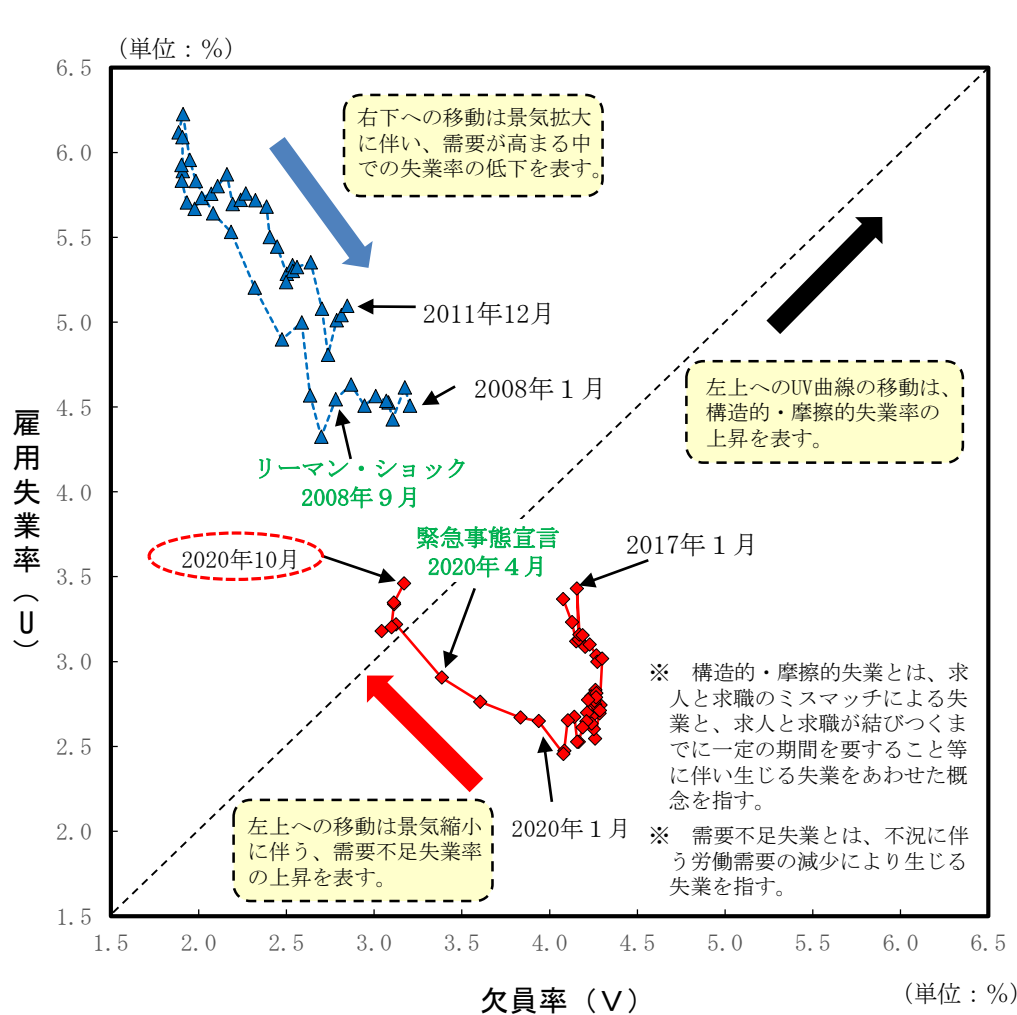 （単位：％）
6.5
6.0
5.5
5.0
4.5
4.0
3.5
3.0
2.5
2.0
1.5
雇用失業率（Ｕ）
右下への移動は景気拡大
に伴い、需要が高まる中
での失業率の低下を表す。
2011年12月
2008年１月
リーマン・ショック
2008年９月
左上へのUV曲線の移動は、
構造的・摩擦的失業率の
上昇を表す。
緊急事態宣言
2020年４月
2017年１月
2020年10月
※　構造的・摩擦的失業とは、求
人と求職のミスマッチによる失
業と、求人と求職が結びつくま
でに一定の期間を要すること等
に伴い生じる失業をあわせた概
念を指す。
※　需要不足失業とは、不況に伴
う労働需要の減少により生じる
失業を指す。
2020年１月
左上への移動は景気縮小
に伴う、需要不足失業率
の上昇を表す。
1.5 2.0 2.5 3.0 3.5 4.0 4.5 5.0 5.5 6.0 6.5
欠員率（Ｖ）
（単位：％）